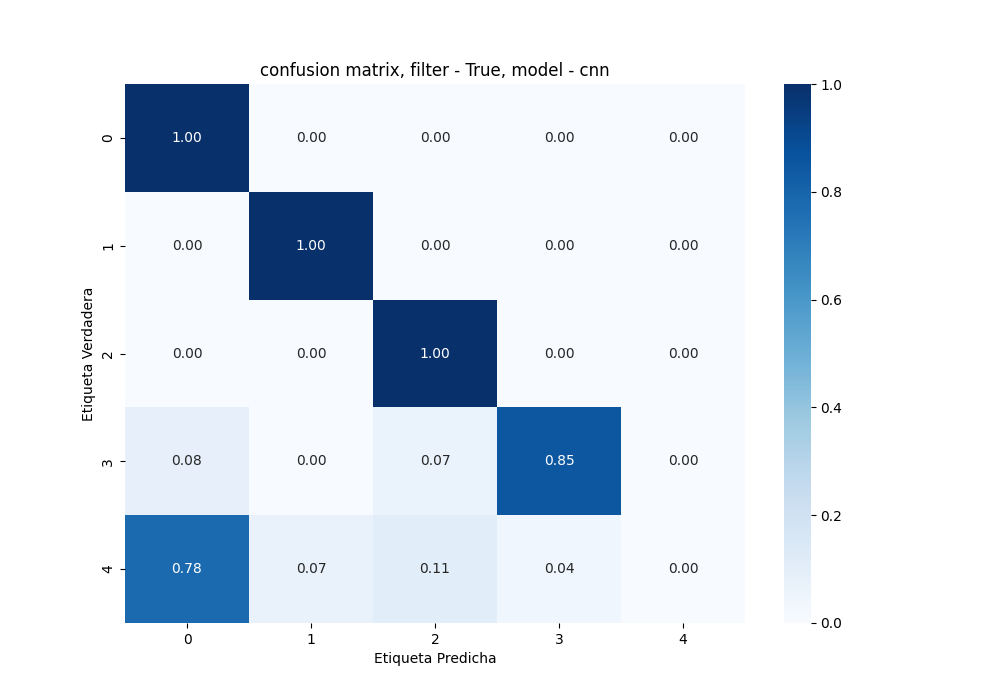 confusion matrix, filter - True, model - cnn
1.0
0 1.00 0.00 0.00 0.00 0.00
0.8
1 0.00 1.00 0.00 0.00 0.00
0.6
Etiqueta Verdadera
2 0.00 0.00 1.00 0.00 0.00
0.4
3 0.08 0.00 0.07 0.85 0.00
0.2
4 0.78 0.07 0.11 0.04 0.00
0.0
0 1 2 3 4
Etiqueta Predicha